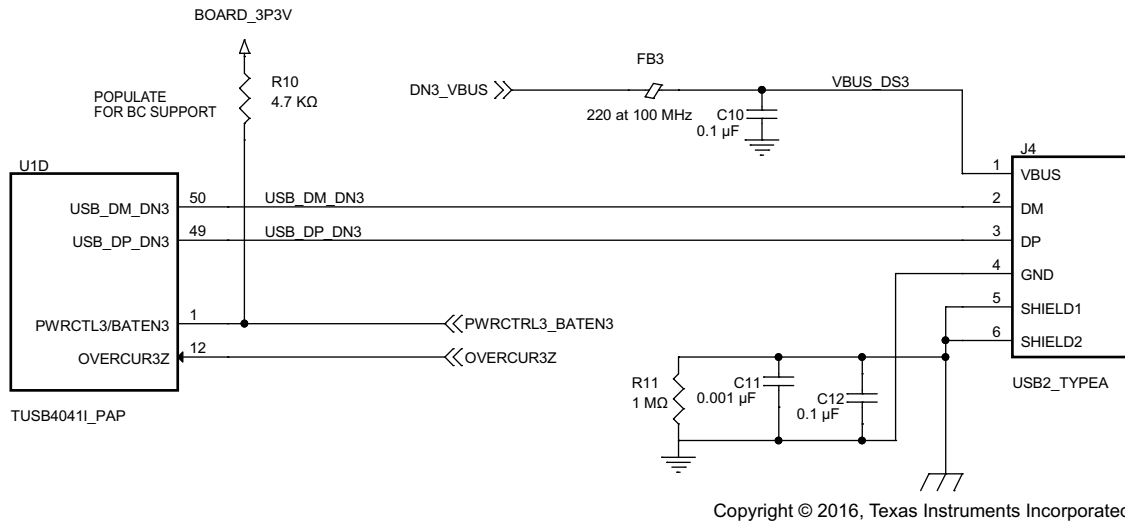 BOARD_3P3V
R10
4.7 KΩ
POPULATE
FOR BC SUPPORT
FB3
DN3_VBUS
220 at 100 MHz
VBUS_DS3
C10
0.1 µF
U1D
USB_DM_DN3
50
USB_DM_DN3
USB_DP_DN3
49
USB_DP_DN3
PWRCTL3/BATEN3
1
PWRCTRL3_BATEN3
OVERCUR3Z
12
OVERCUR3Z
TUSB4041I_PAP
J4
1
VBUS
2
DM
3
DP
4
GND
5
SHIELD1
6
SHIELD2
USB2_TYPEA
R11
1 MΩ
C11
0.001 µF
C12
0.1 µF
Copyright © 2016, Texas Instruments Incorporated